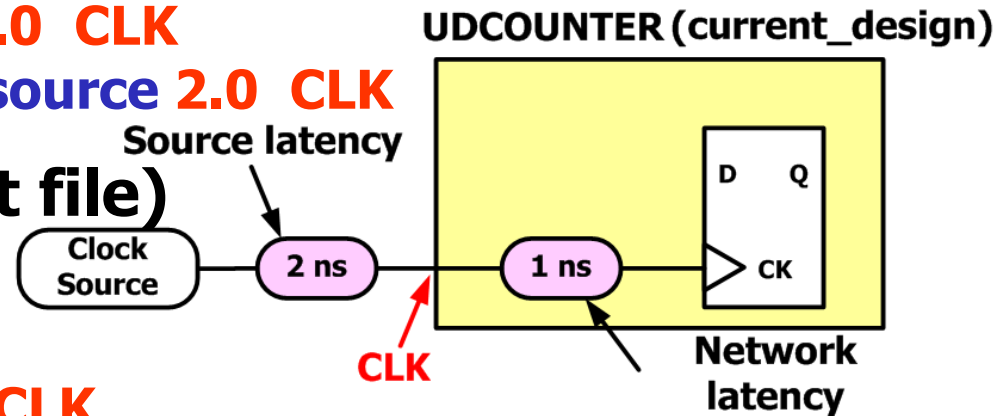 .0 CLK
UDCOUNTER (current_design)
source 2.0 CLK
Source latency
t file)
D Q
Clock
Source
2 ns
1 ns
CK
CLK
Network
latency
CLK